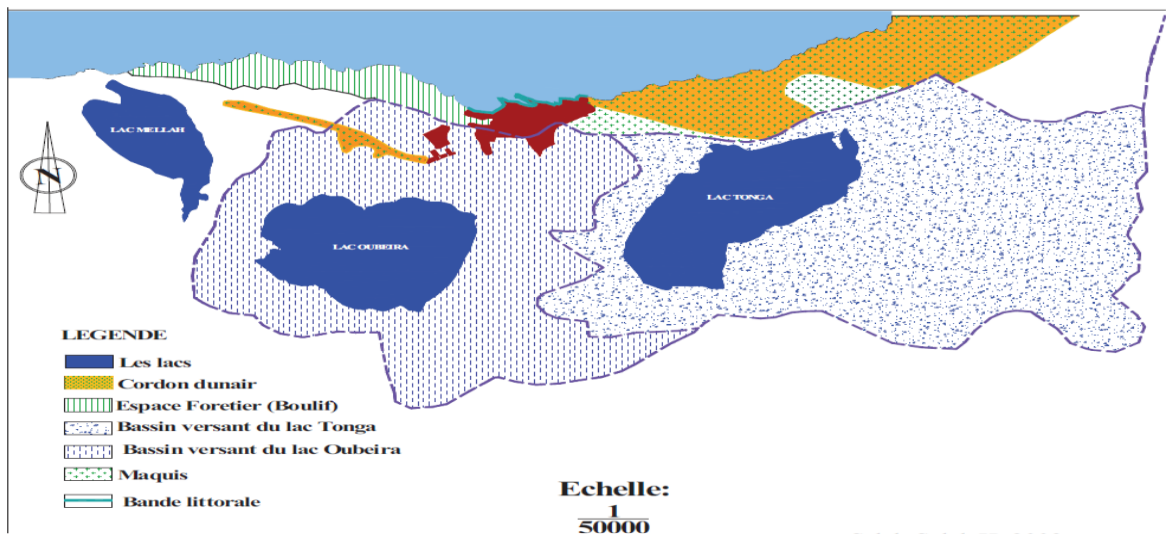 LAC MELLAH
N
LAC TONGA
LAC OUBEIRA
LEGENDE
Les lacs
Cordon dunair
Espace Foretier (Boulif)
Bassin versant du lac Tonga
Bassin versant du lac Oubeira
Maquis
Bande littorale
Echelle:
1
50000